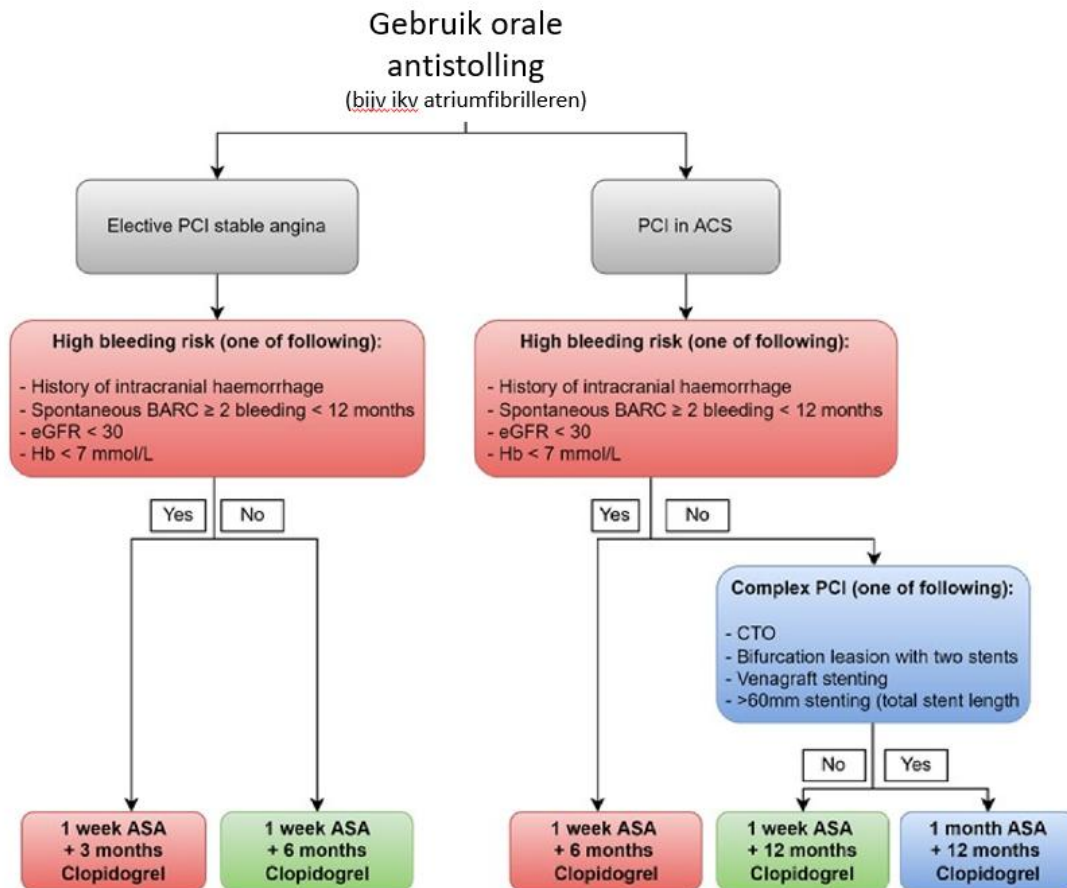 Gebruik orale
antistolling
(bijv ikv atriumfibrilleren)
Elective PCI stable angina
PCI in ACS
High bleeding risk (one of following):
- History of intracranial haemorrhage
- Spontaneous BARC ≥ 2 bleeding < 12 months
- eGFR < 30
- Hb < 7 mmol/L
High bleeding risk (one of following):
- History of intracranial haemorrhage
- Spontaneous BARC ≥ 2 bleeding < 12 months
- eGFR < 30
- Hb < 7 mmol/L
Yes
No
Yes
No
Complex PCI (one of following):
- CTO
- Bifurcation leasion with two stents
- Venagraft stenting
- >60mm stenting (total stent length
No
Yes
1 week ASA
+ 3 months
Clopidogrel
1 week ASA
+ 6 months
Clopidogrel
1 week ASA
+ 6 months
Clopidogrel
1 week ASA
+ 12 months
Clopidogrel
1 month ASA
+ 12 months
Clopidogrel